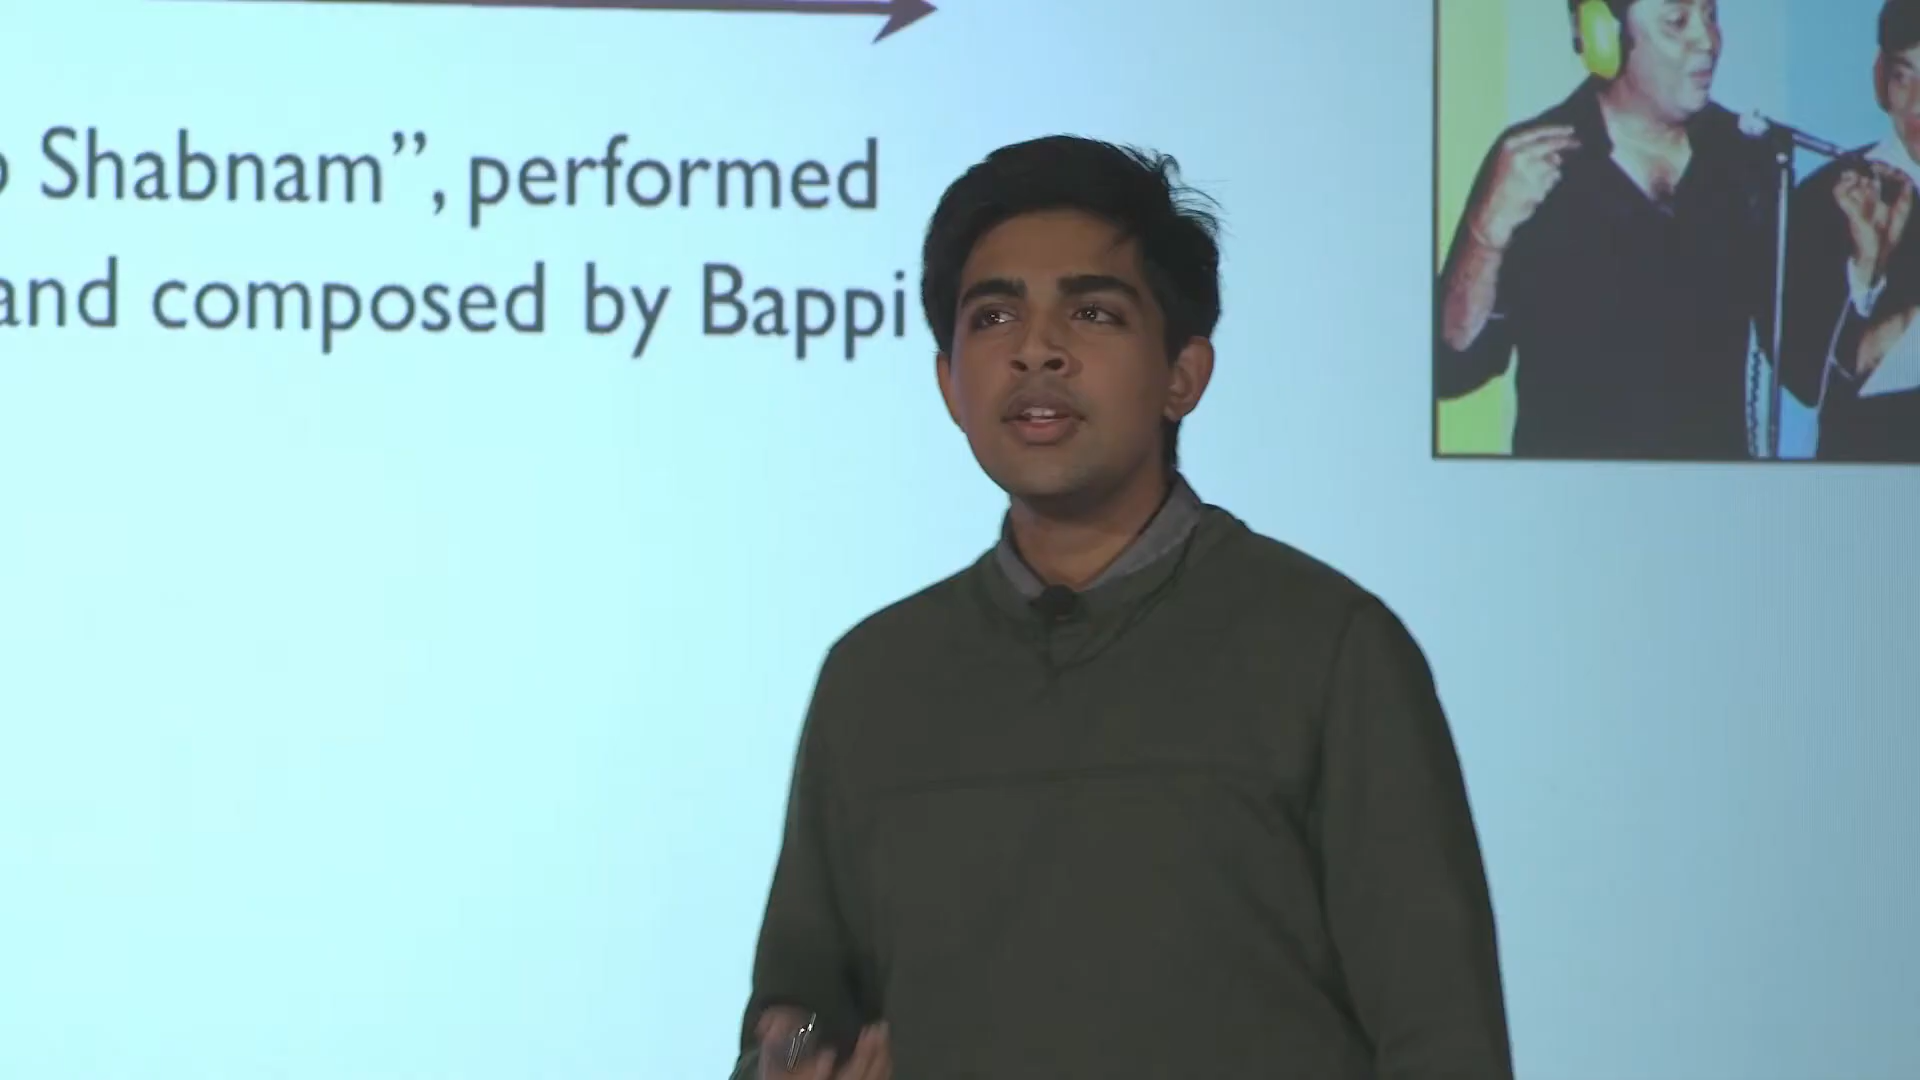 Shabnam”, performed
and composed by Bappi